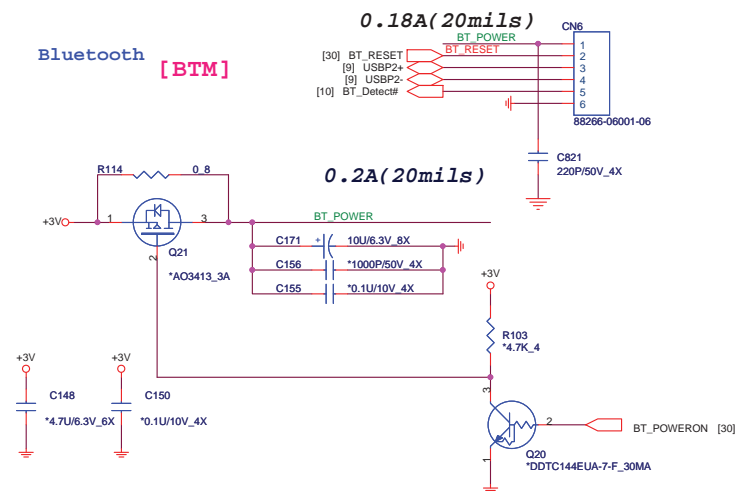 0.18A(20mils)
CN6
BT_POWER
Bluetooth
[BTM]
[30] BT_RESET
BT_RESET
[9] USBP2+
[9] USBP2-
[10] BT_Detect#
1
2
3
4
5
6
88266-06001-06
C821
220P/50V_4X
R114
0_8
0.2A(20mils)
+3V
1
3
BT_POWER
Q21
2
*AO3413_3A
C171
+
10U/6.3V_8X
C156
*1000P/50V_4X
C155
*0.1U/10V_4X
+3V
R103
*4.7K_4
+3V
+3V
C148
*4.7U/6.3V_6X
C150
*0.1U/10V_4X
3
2
BT_POWERON [30]
1
Q20
*DDTC144EUA-7-F_30MA